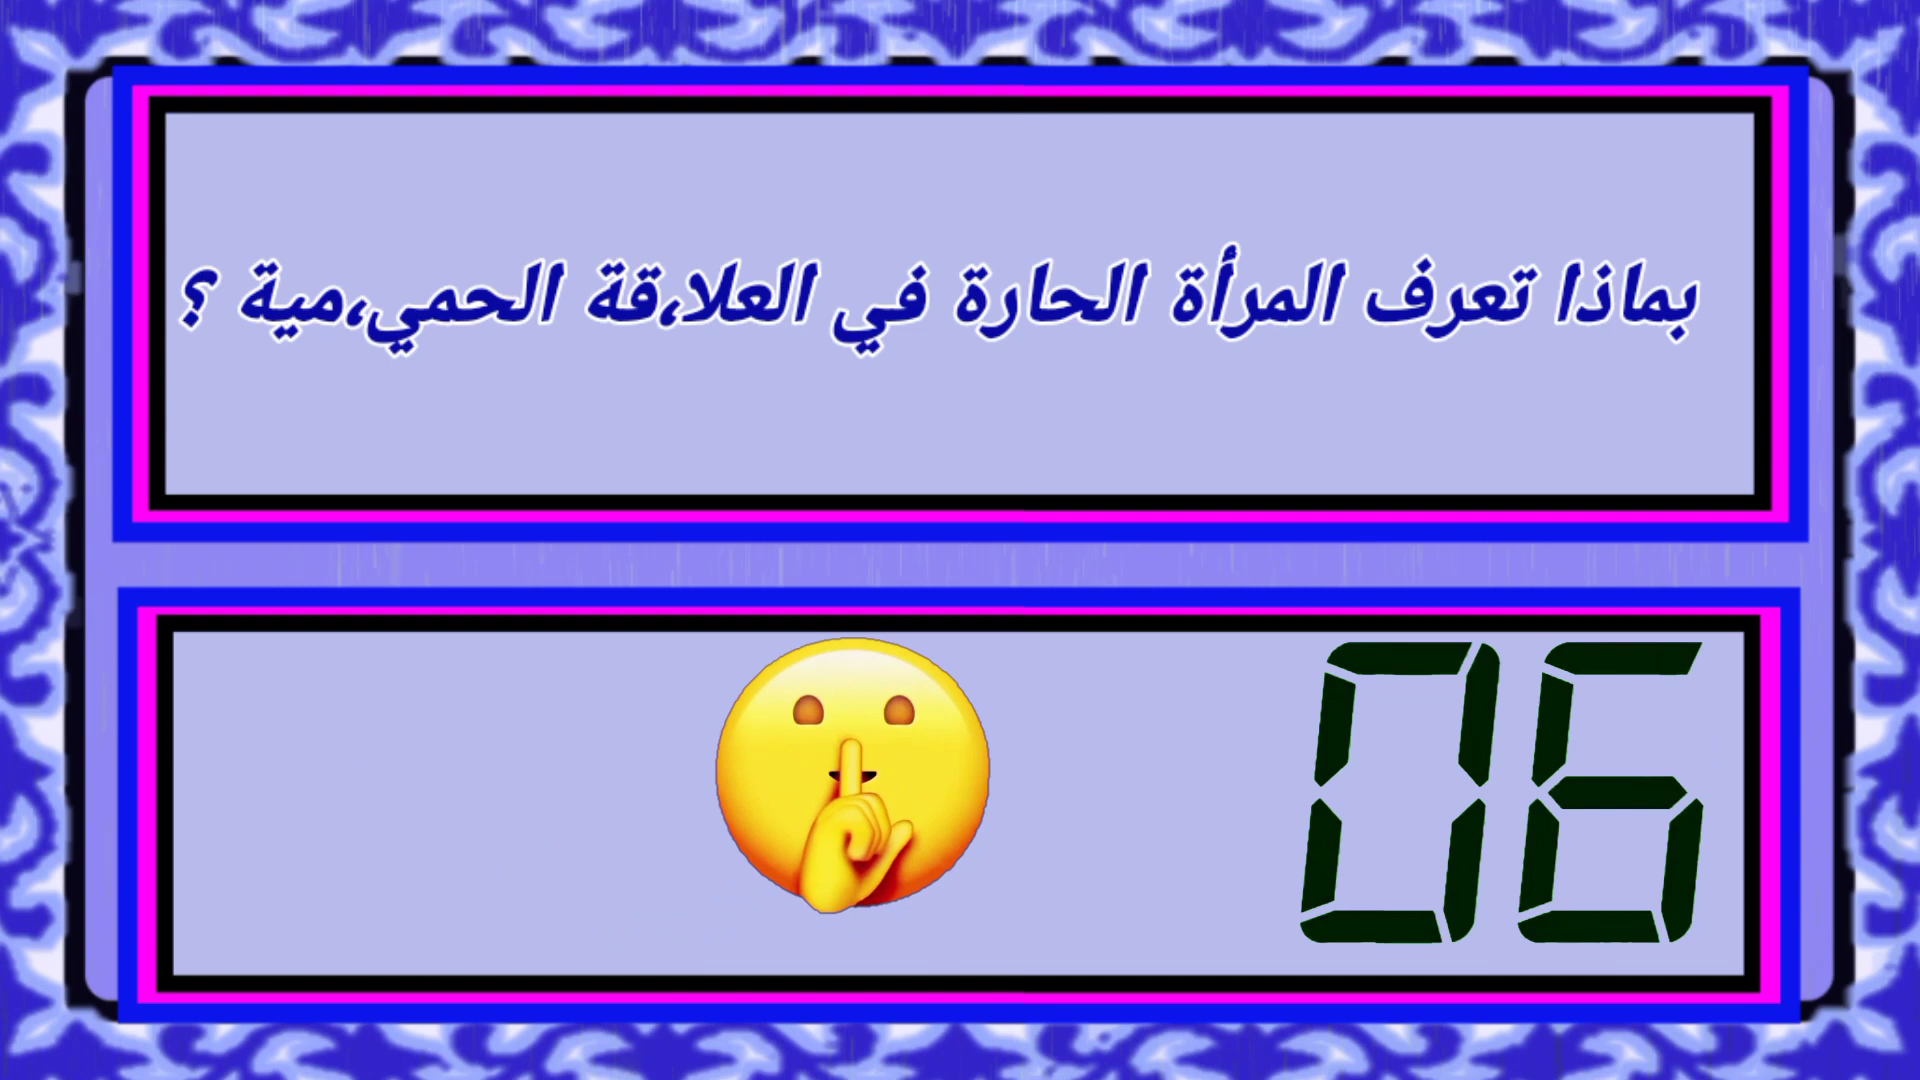 بماذا تعرف المرأة الحارة في العلا،قة الحمي،مية ؟
06